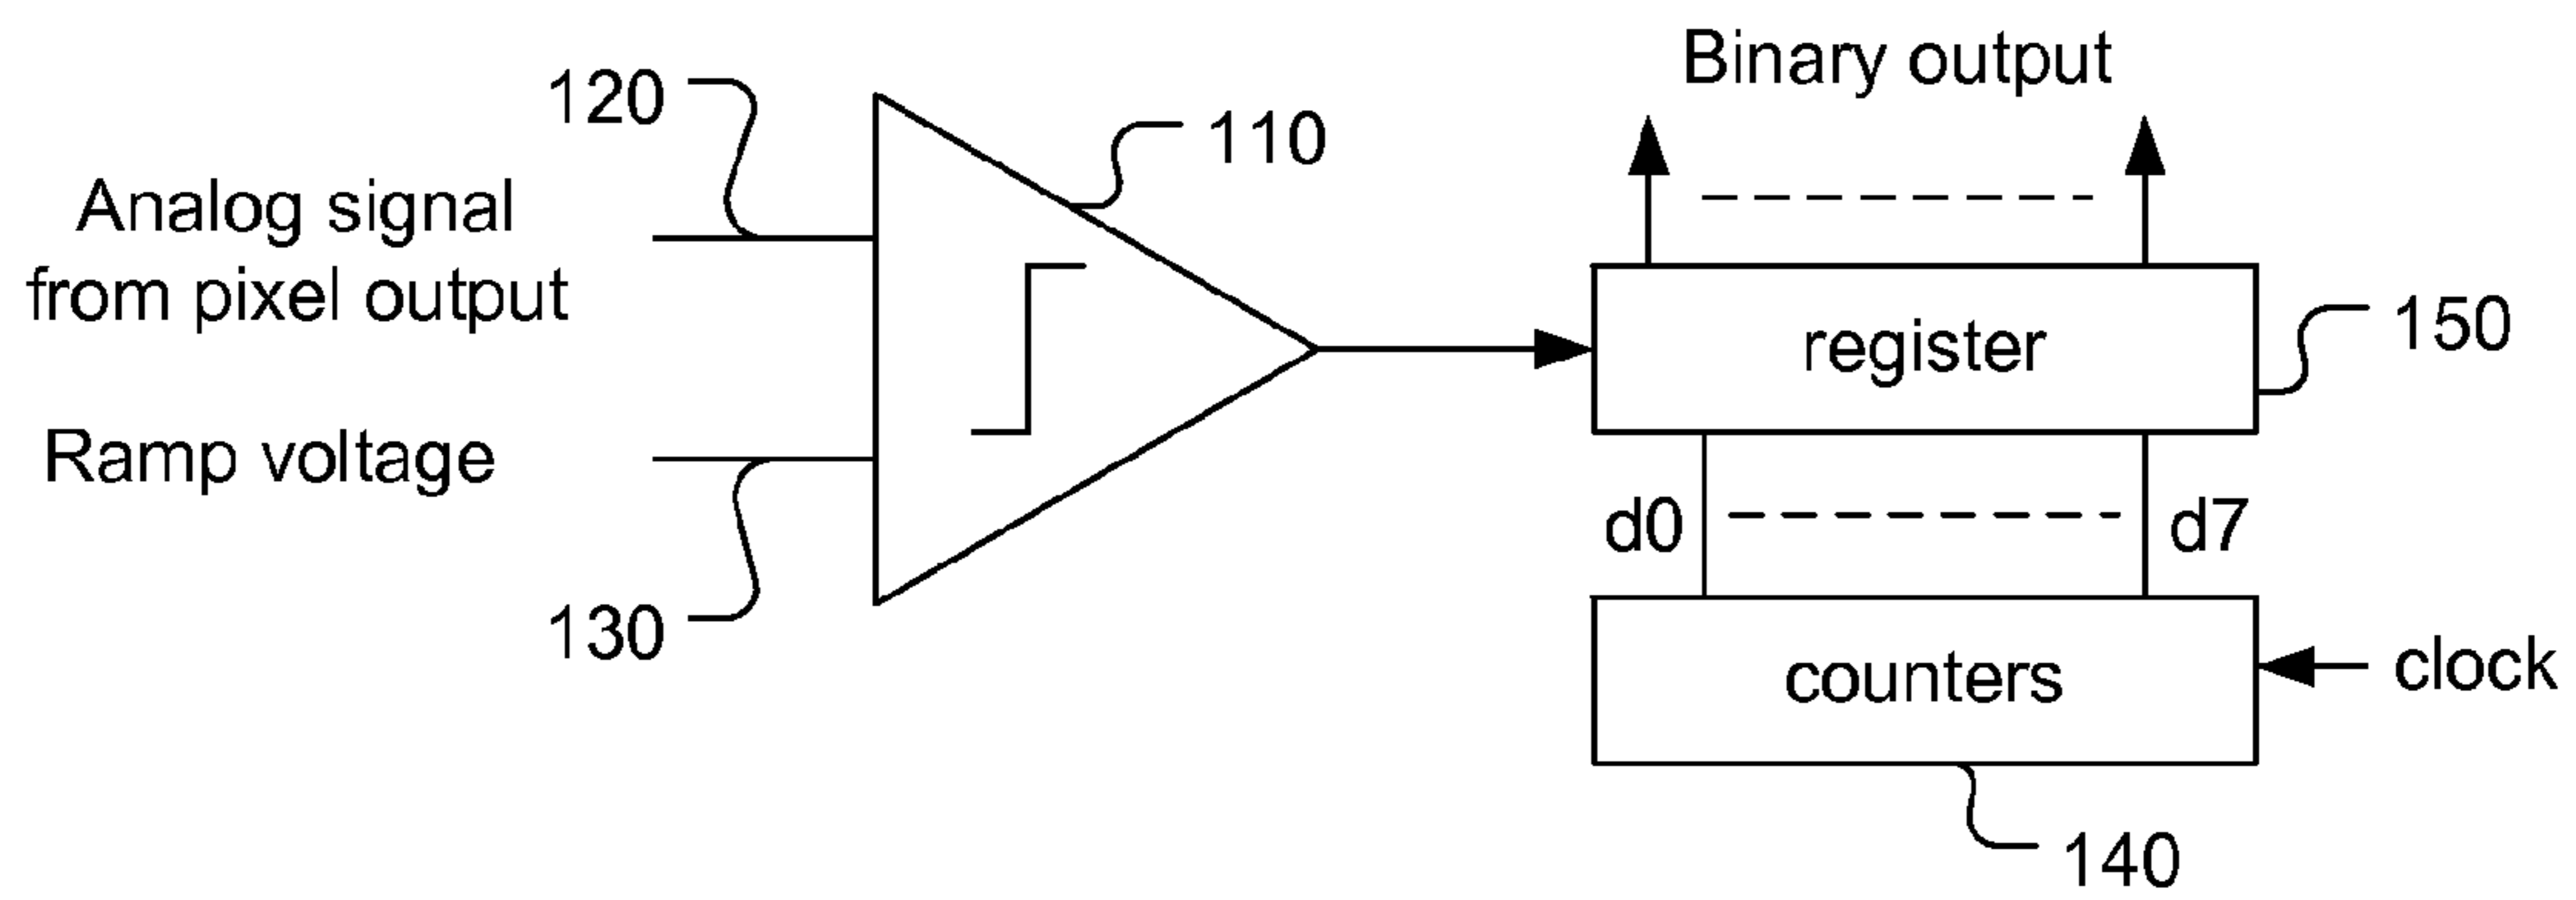 Binary output
120
110
Analog signal
from pixel output
register
150
Ramp voltage
d0
d7
130
counters
clock
140